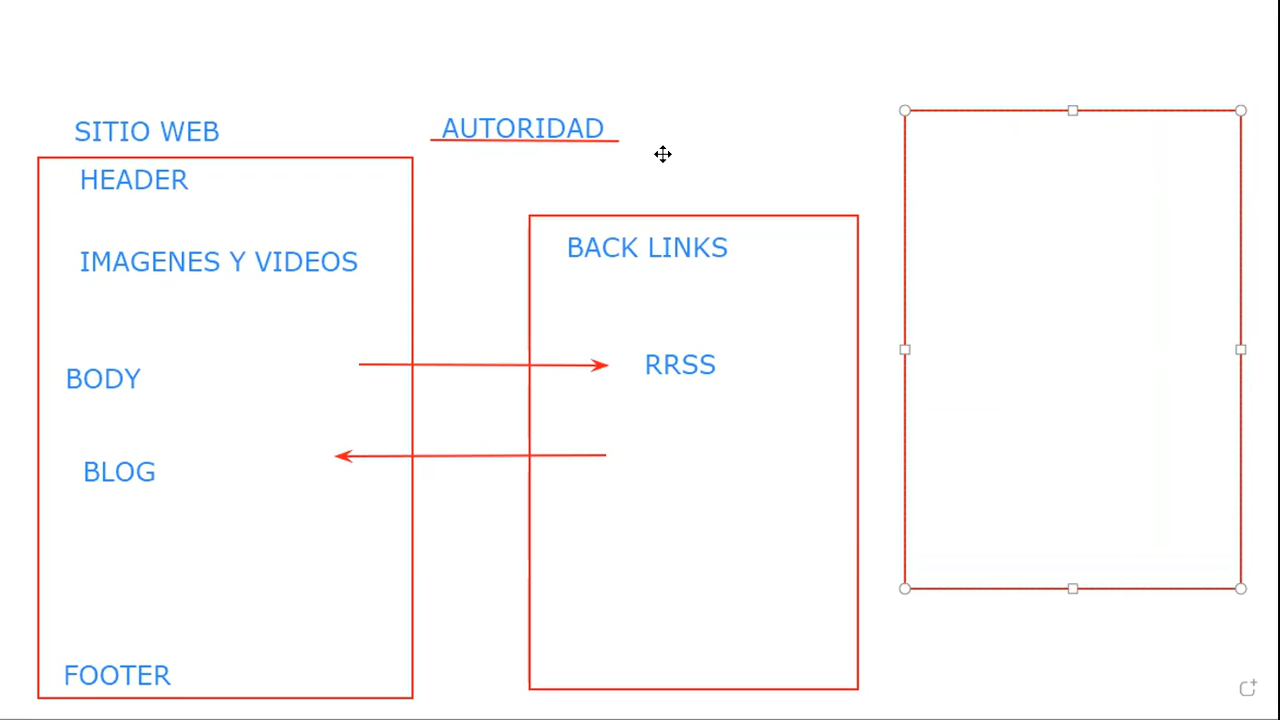 SITIO WEB
AUTORIDAD
HEADER
IMAGENES Y VIDEOS
BODY
BLOG
FOOTER
BACK LINKS
RRSS